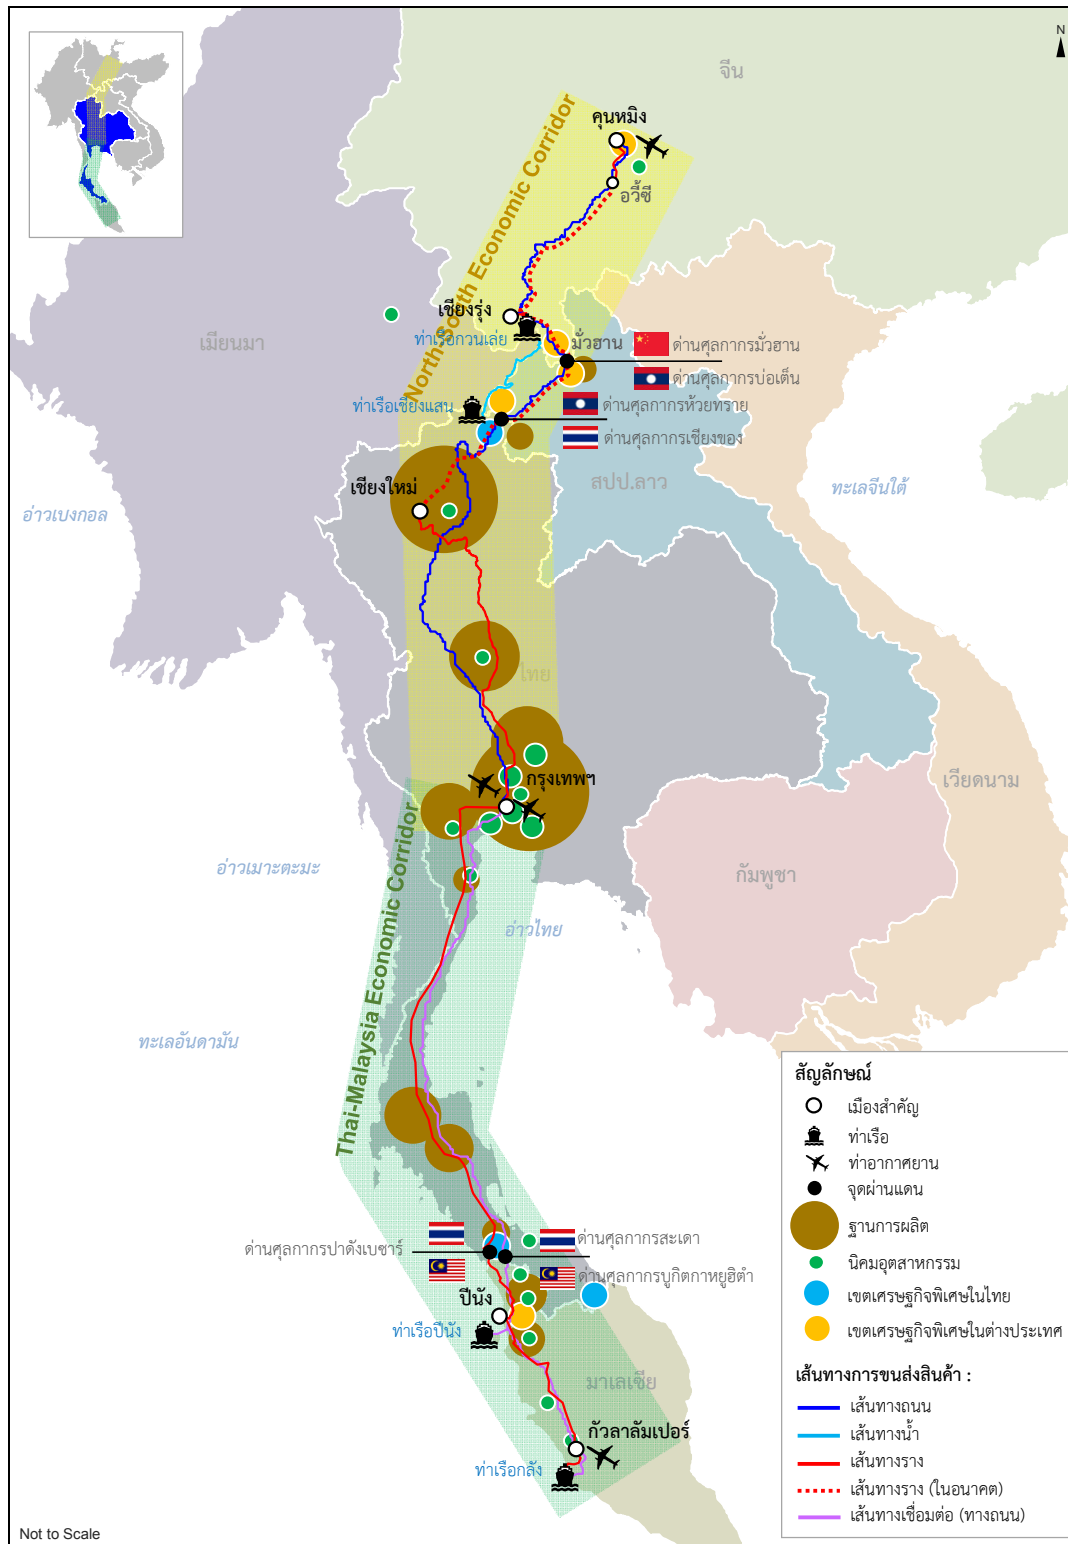 N
จีน
คุนหมิง
อวี้ซี
North-South Economic Corridor
เชียงรุ่ง
ท่าเรือกวนเล่ย
มั่วฮาน
ด่านศุลกากรมั่วฮาน
ด่านศุลกากรบ่อเต็น
เมียนมา
ท่าเรือเชียงแสน
ด่านศุลกากรห้วยทราย
ด่านศุลกากรเชียงของ
สปป.ลาว
เชียงใหม่
ทะเลจีนใต้
อ่าวเบงกอล
ไทย
กรุงเทพฯ
เวียดนาม
อ่าวเมาะตะมะ
กัมพูชา
Thai-Malaysia Economic Corridor
อ่าวไทย
ทะเลอันดามัน
ด่านศุลกากรปาดังเบซาร์
ด่านศุลกากรสะเดา
ด่านศุลกากรบูกิตกาหยูฮิตำ
ปีนัง
ท่าเรือปีนัง
มาเลเซีย
กัวลาลัมเปอร์
ท่าเรือกลัง
สัญลักษณ์
เมืองสำคัญ
ท่าเรือ
ท่าอากาศยาน
จุดผ่านแดน
ฐานการผลิต
นิคมอุตสาหกรรม
เขตเศรษฐกิจพิเศษในไทย
เขตเศรษฐกิจพิเศษในต่างประเทศ
เส้นทางการขนส่งสินค้า :
เส้นทางถนน
เส้นทางน้ำ
เส้นทางราง
เส้นทางราง (ในอนาคต)
เส้นทางเชื่อมต่อ (ทางถนน)
Not to Scale